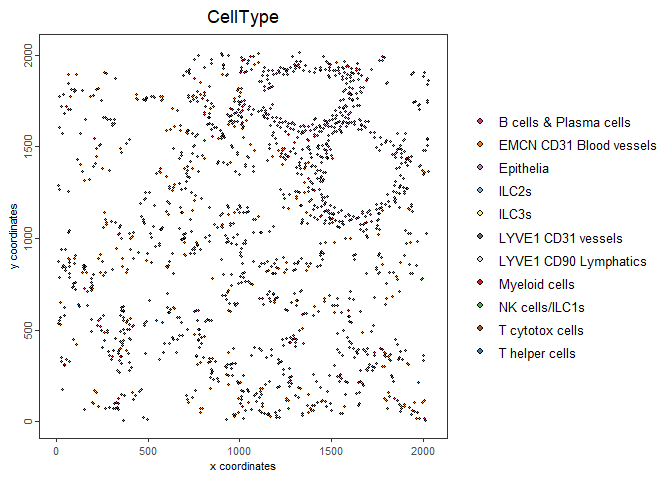 CellType
2000
1500
1000
500
0
y coordinates
0
500
1000
1500
2000
x coordinates
B cells & Plasma cells
EMCN CD31 Blood vessels
Epithelia
ILC2s
ILC3s
LYVE1 CD31 vessels
LYVE1 CD90 Lymphatics
Myeloid cells
NK cells/ILC1s
T cytotox cells
T helper cells